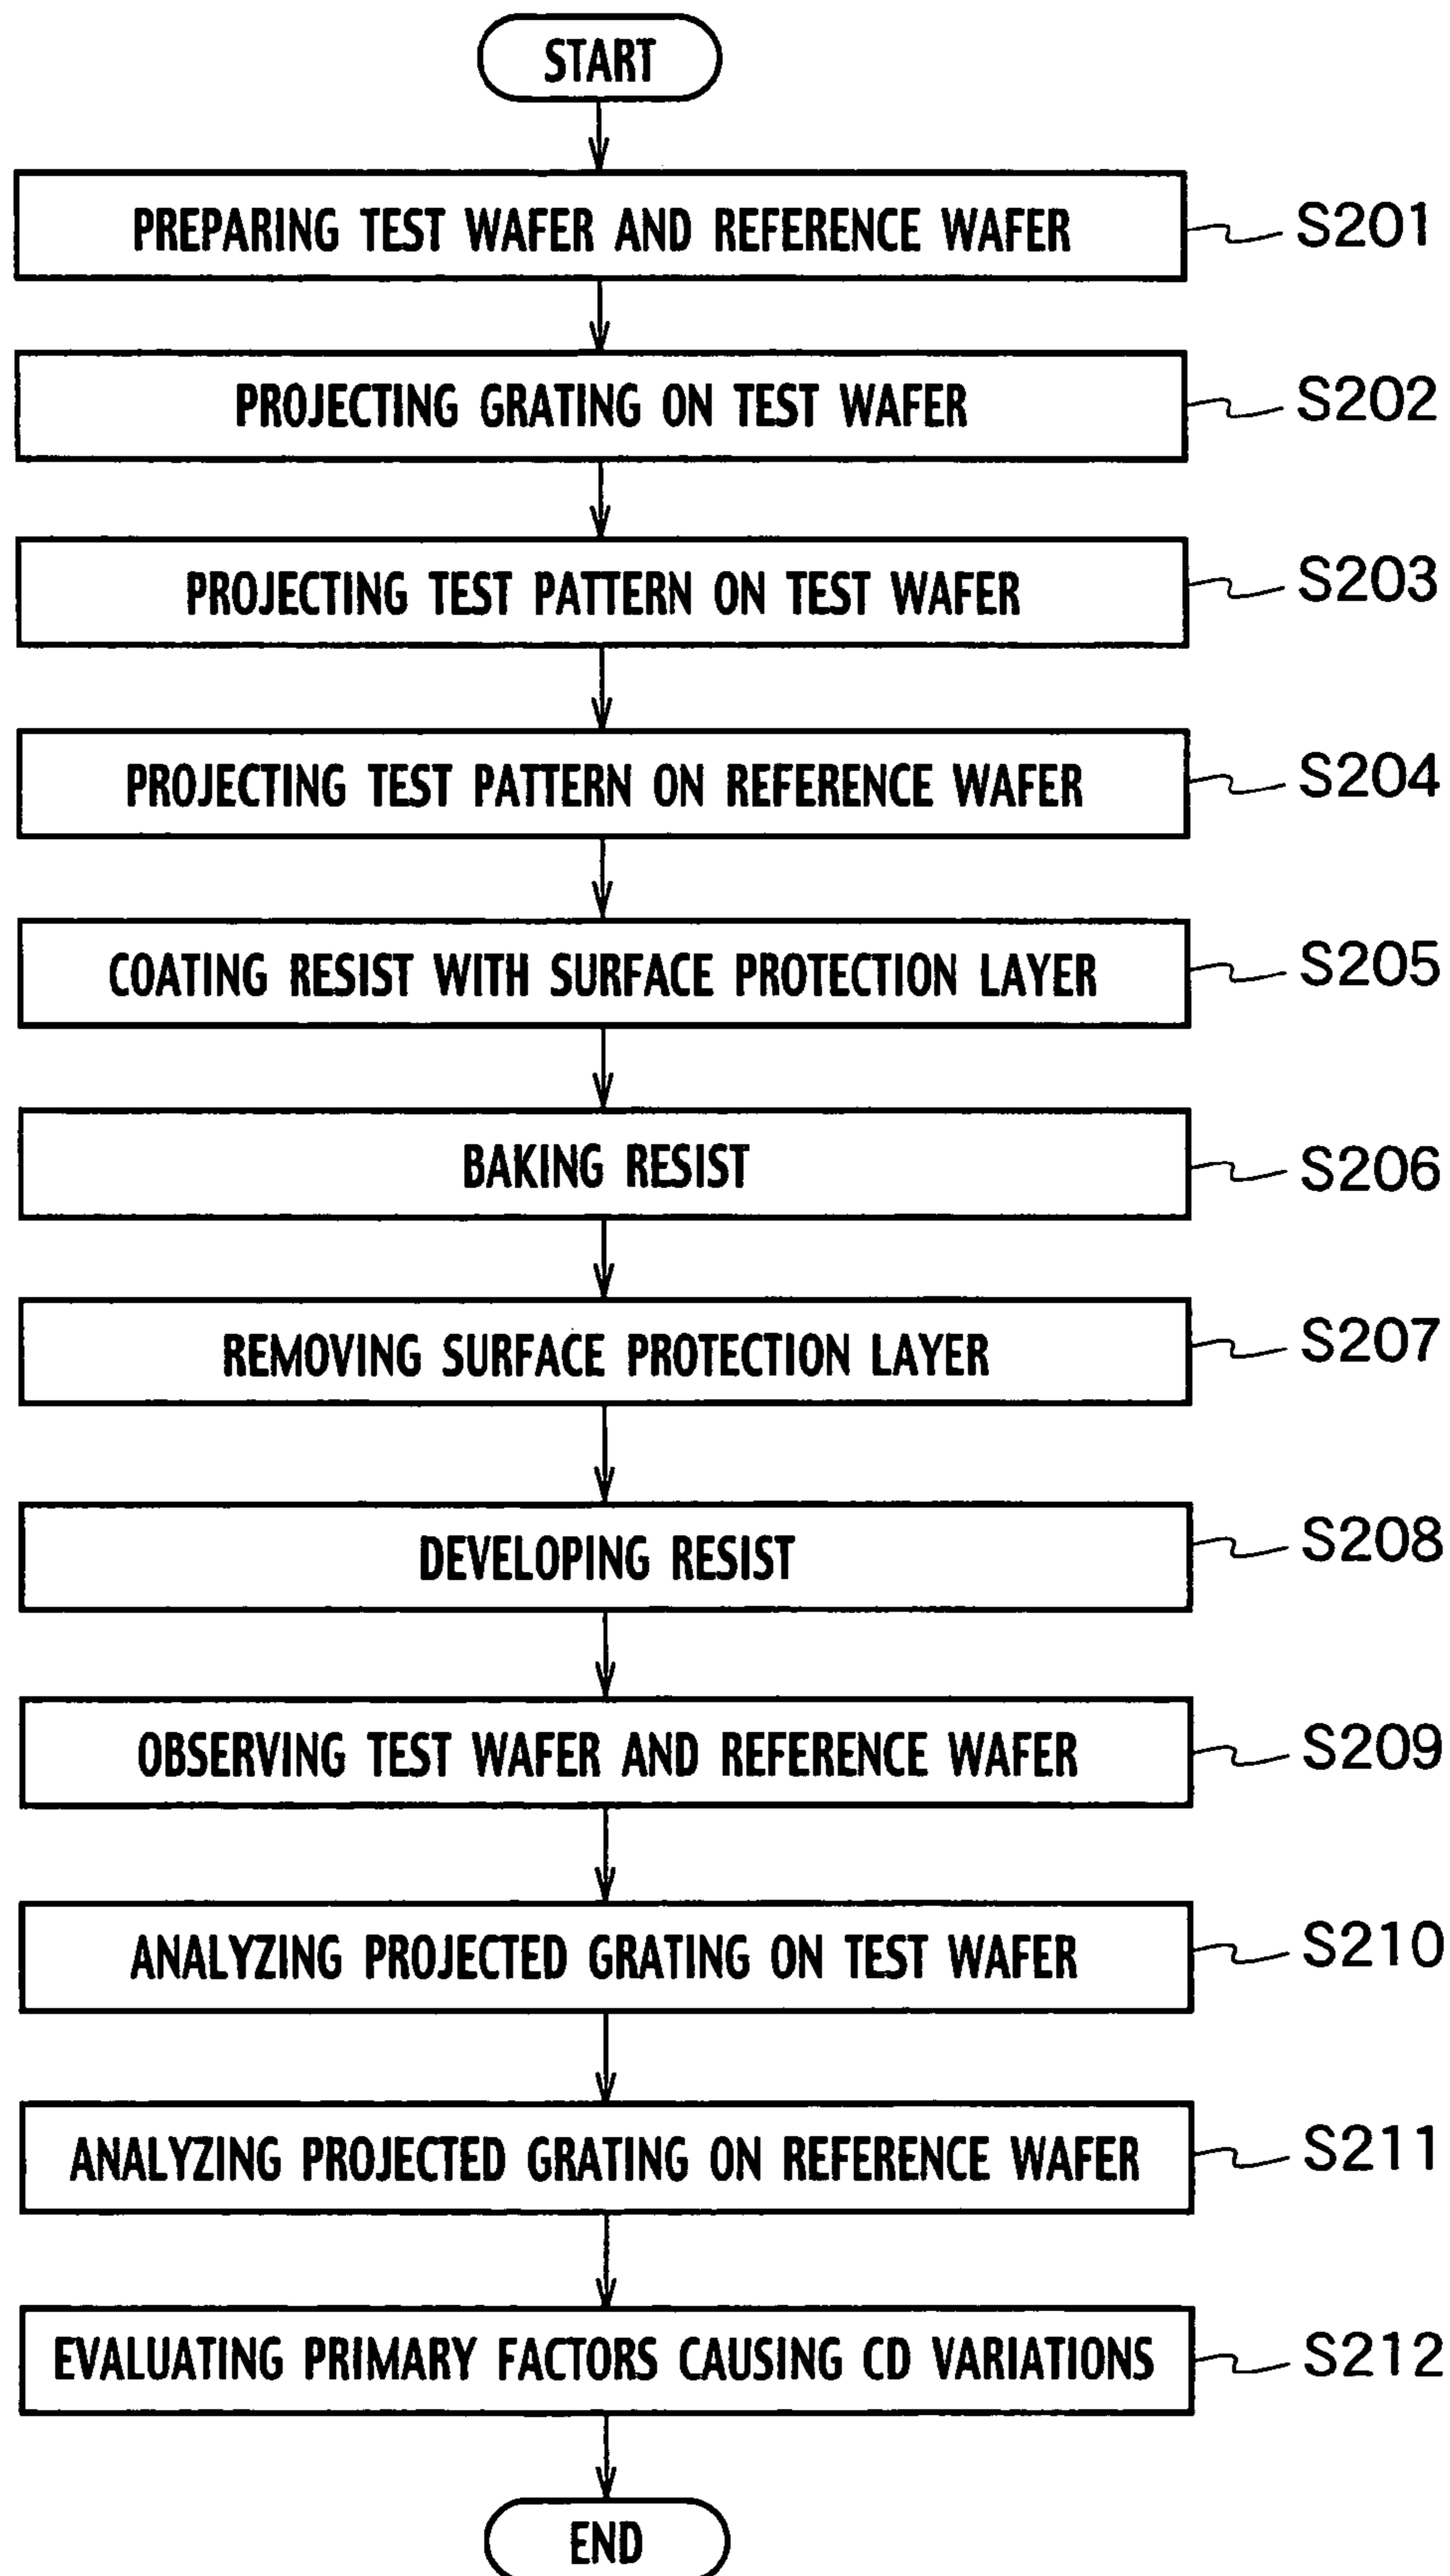 START
PREPARING TEST WAFER AND REFERENCE WAFER S201
PROJECTING GRATING ON TEST WAFER S202
PROJECTING TEST PATTERN ON TEST WAFER S203
PROJECTING TEST PATTERN ON REFERENCE WAFER S204
COATING RESIST WITH SURFACE PROTECTION LAYER S205
BAKING RESIST S206
REMOVING SURFACE PROTECTION LAYER S207
DEVELOPING RESIST S208
OBSERVING TEST WAFER AND REFERENCE WAFER S209
ANALYZING PROJECTED GRATING ON TEST WAFER S210
ANALYZING PROJECTED GRATING ON REFERENCE WAFER S211
EVALUATING PRIMARY FACTORS CAUSING CD VARIATIONS S212
END